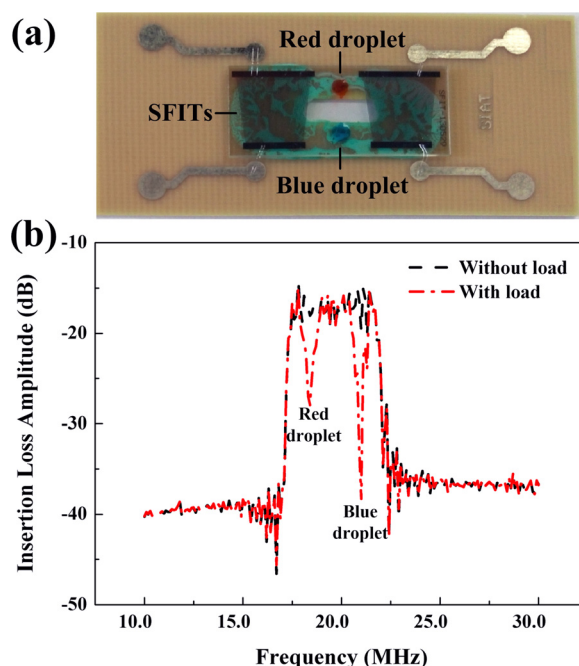 (a)
Red droplet
SFITs
Blue droplet
(b)
-10
-20
-30
-40
-50
Insertion Loss Amplitude (dB)
Without load
With load
Red
droplet
Blue
droplet
10.0
15.0
20.0
25.0
30.0
Frequency (MHz)